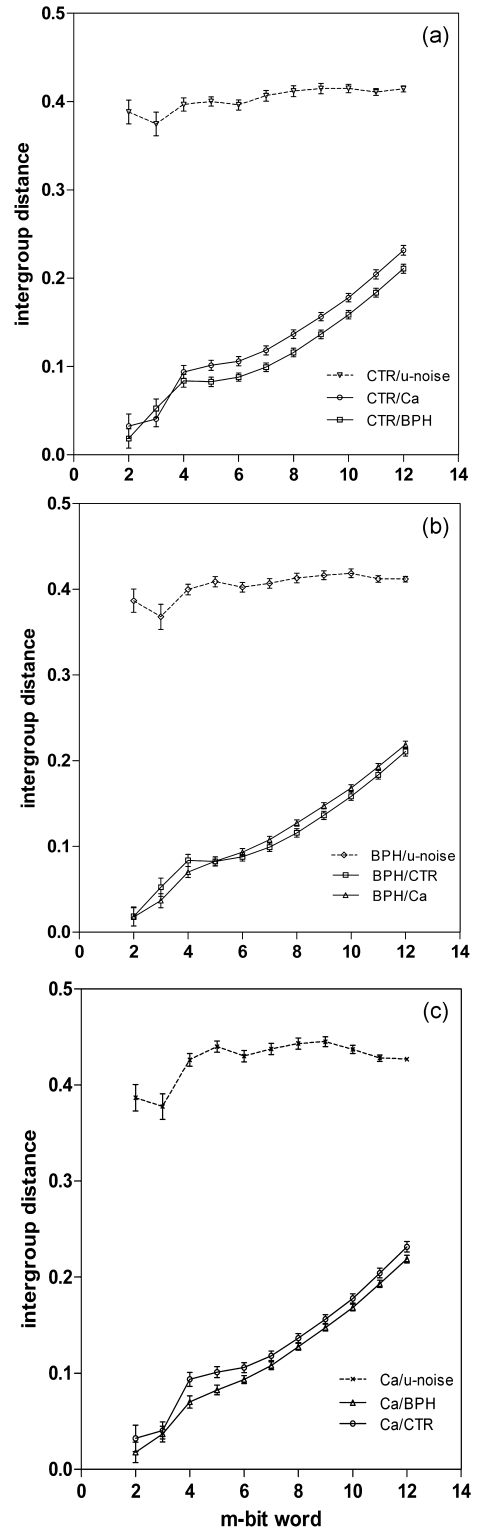 (a)
0.5
0.4
0.3
0.2
0.1
0.0
intergroup distance
CTR/u-noise
CTR/Ca
CTR/BPH
0 2 4 6 8 10 12 14
(b)
0.5
0.4
0.3
0.2
0.1
0.0
intergroup distance
BPH/u-noise
BPH/CTR
BPH/Ca
0 2 4 6 8 10 12 14
(c)
0.5
0.4
0.3
0.2
0.1
0.0
intergroup distance
Ca/u-noise
Ca/BPH
Ca/CTR
0 2 4 6 8 10 12 14
m-bit word